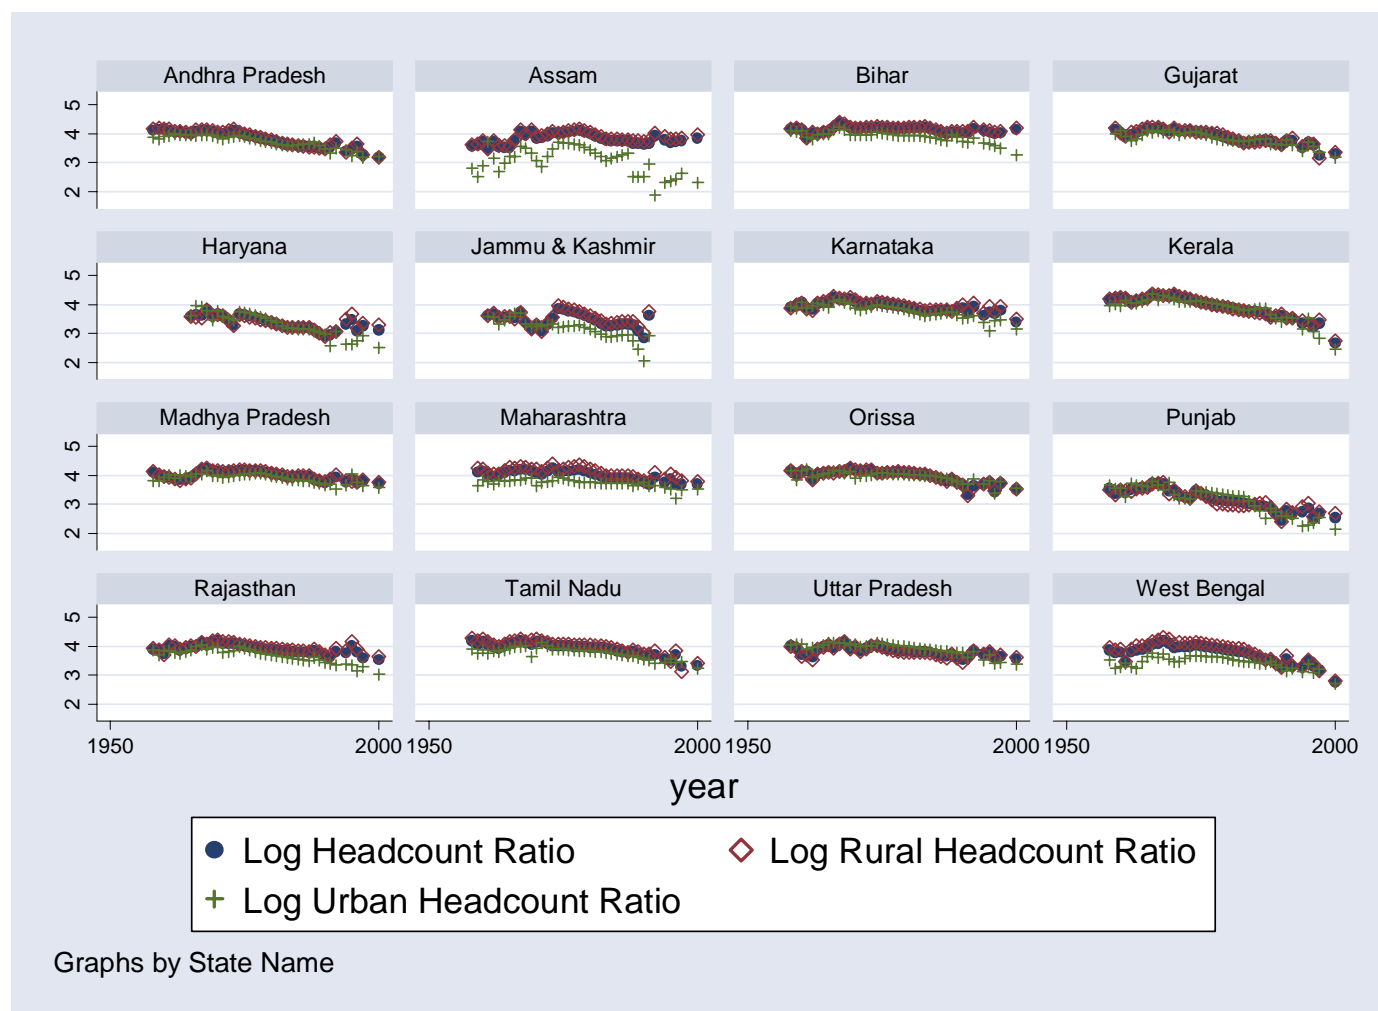 Andhra Pradesh Assam Bihar Gujarat
5
4
3
2
Haryana Jammu & Kashmir Karnataka Kerala
5
4
3
2
Madhya Pradesh Maharashtra Orissa Punjab
5
4
3
2
Rajasthan Tamil Nadu Uttar Pradesh West Bengal
5
4
3
2
1950 2000 1950 2000 1950 2000 1950 2000
year
Log Headcount Ratio Log Rural Headcount Ratio
Log Urban Headcount Ratio
Graphs by State Name